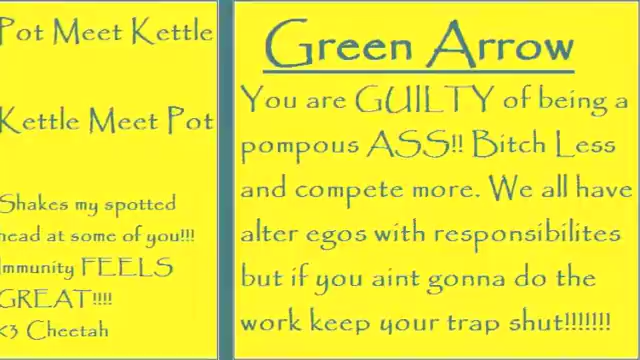 Pot Meet Kettle
Kettle Meet Pot
Shakes my spotted
head at some of you!!!
Immunity FEELS
GREAT!!!!
<3 Cheetah
Green Arrow
You are GUILTY of being a
pompous ASS!! Bitch Less
and compete more. We all have
alter egos with responsibilites
but if you aint gonna do the
work keep your trap shut!!!!!!!